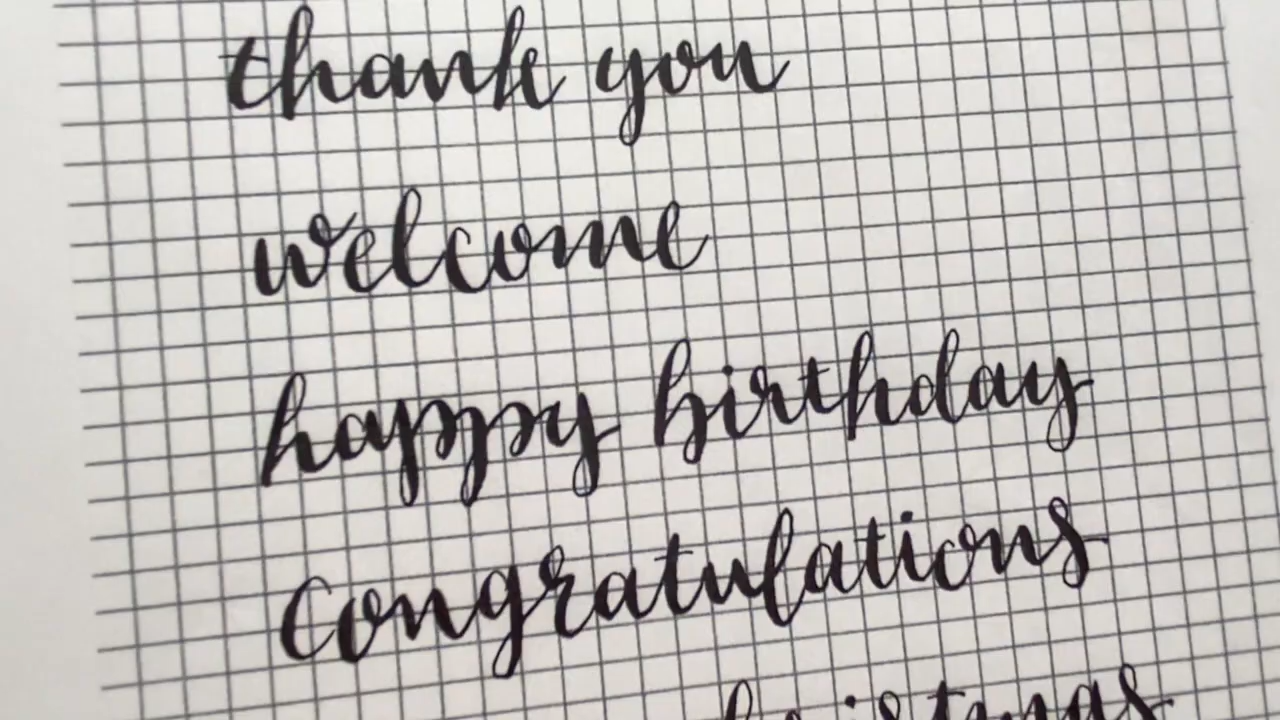 thank you
welcome
happy birthday
congratulations